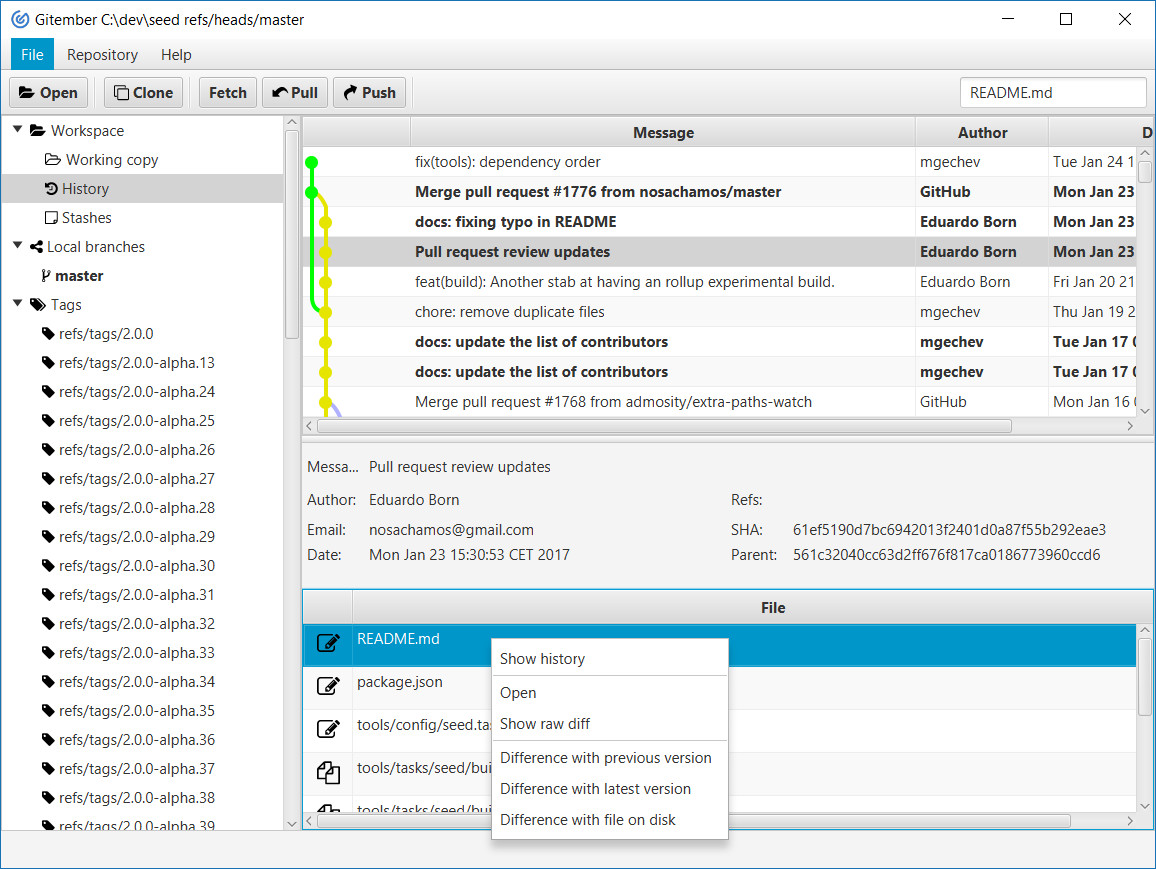 Gitember C:\dev\seed refs/heads/master
File Repository Help
Open Clone Fetch Pull Push README.md
Workspace
Working copy
History
Stashes
Local branches
master
Tags
refs/tags/2.0.0
refs/tags/2.0.0-alpha.13
refs/tags/2.0.0-alpha.24
refs/tags/2.0.0-alpha.25
refs/tags/2.0.0-alpha.26
refs/tags/2.0.0-alpha.27
refs/tags/2.0.0-alpha.28
refs/tags/2.0.0-alpha.29
refs/tags/2.0.0-alpha.30
refs/tags/2.0.0-alpha.31
refs/tags/2.0.0-alpha.32
refs/tags/2.0.0-alpha.33
refs/tags/2.0.0-alpha.34
refs/tags/2.0.0-alpha.35
refs/tags/2.0.0-alpha.36
refs/tags/2.0.0-alpha.37
refs/tags/2.0.0-alpha.38
refs/tags/2.0.0-alpha.39
Message Author D
fix(tools): dependency order mgechev Tue Jan 24 1
Merge pull request #1776 from nosachamos/master GitHub Mon Jan 23
docs: fixing typo in README Eduardo Born Mon Jan 23
Pull request review updates Eduardo Born Mon Jan 23
feat(build): Another stab at having an rollup experimental build. Eduardo Born Fri Jan 20 21
chore: remove duplicate files mgechev Thu Jan 19 2
docs: update the list of contributors mgechev Tue Jan 17 0
docs: update the list of contributors mgechev Tue Jan 17 0
Merge pull request #1768 from admosity/extra-paths-watch GitHub Mon Jan 16 0
Messa... Pull request review updates
Author: Eduardo Born Refs:
Email: nosachamos@gmail.com SHA: 61ef5190d7bc6942013f2401d0a87f55b292eae3
Date: Mon Jan 23 15:30:53 CET 2017 Parent: 561c32040cc63d2ff676f817ca0186773960ccd6
File
README.md
package.json
tools/config/seed.tas
tools/tasks/seed/bui
tools/tasks/seed/bui
Show history
Open
Show raw diff
Difference with previous version
Difference with latest version
Difference with file on disk